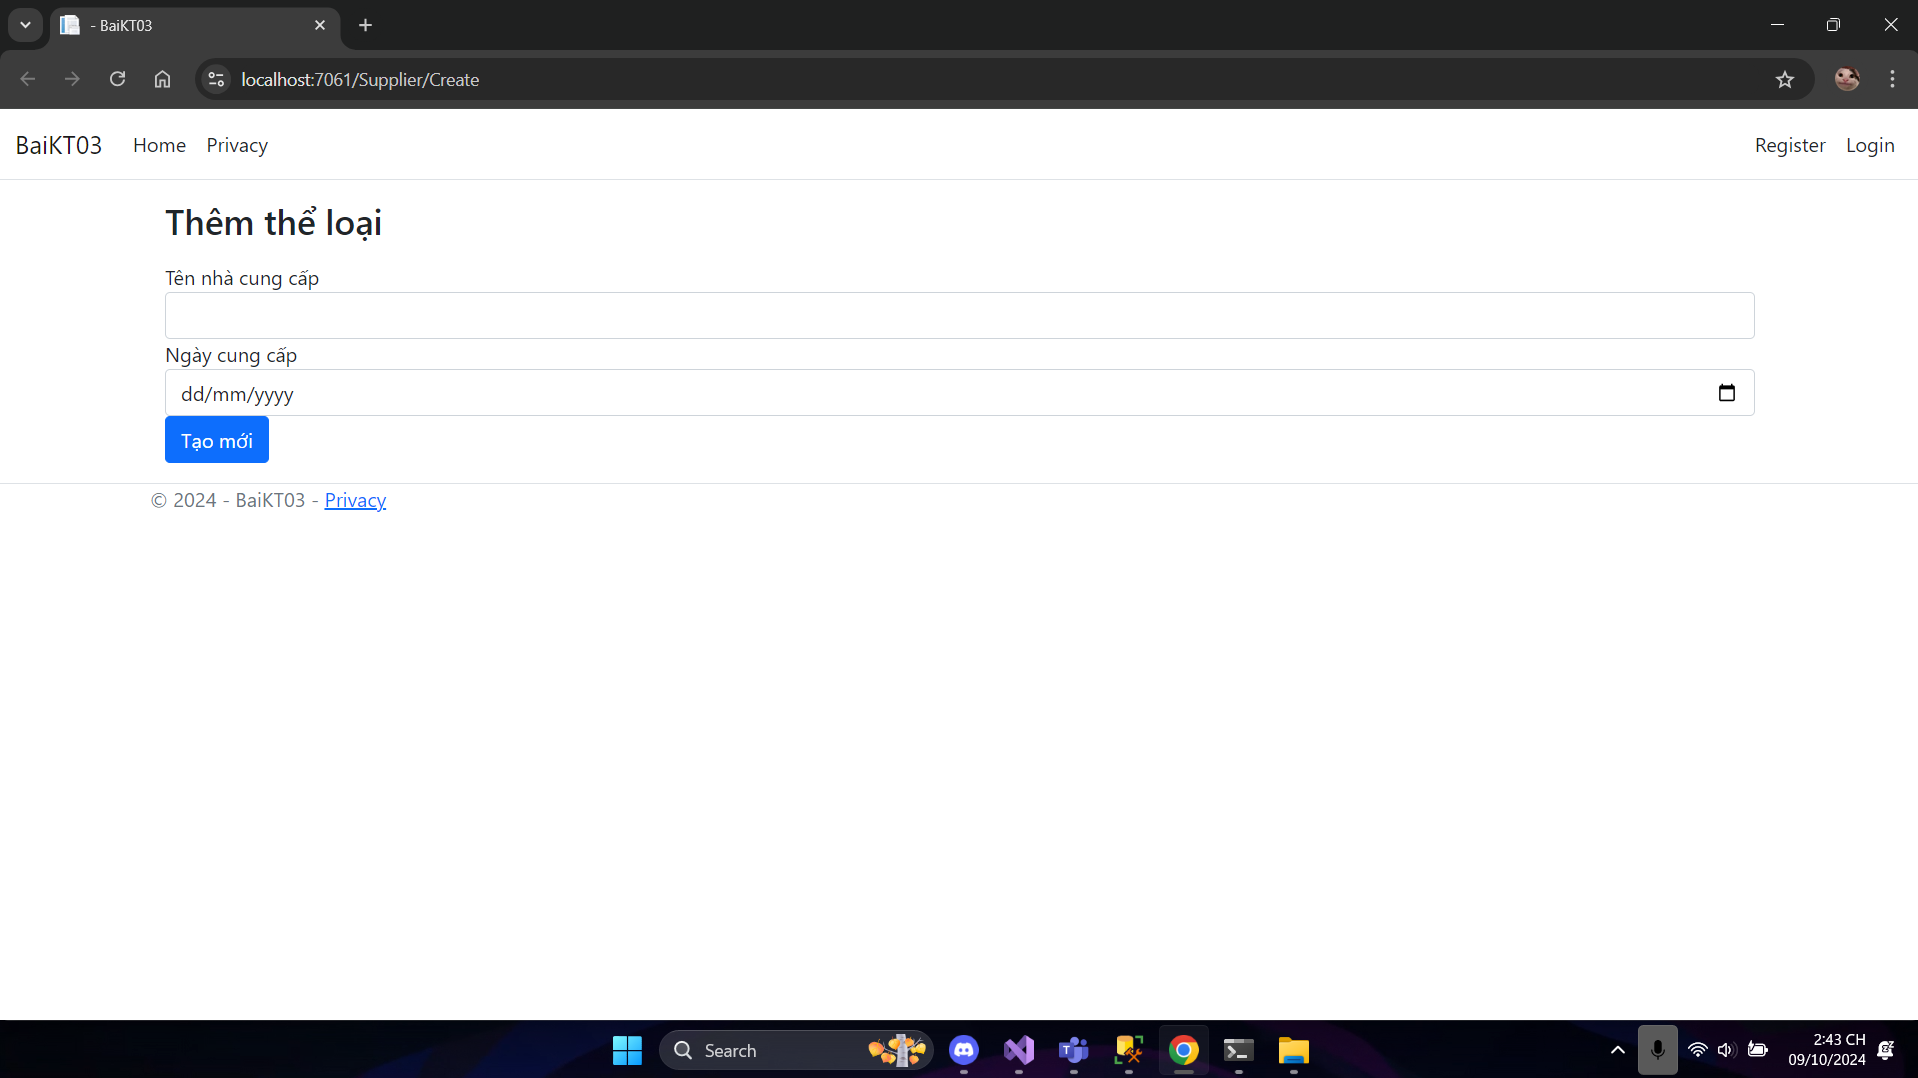 - BaiKT03
localhost:7061/Supplier/Create
BaiKT03 Home Privacy Register Login
Thêm thể loại
Tên nhà cung cấp
Ngày cung cấp
dd/mm/yyyy
Tạo mới
© 2024 - BaiKT03 - Privacy
Search
2:43 CH
09/10/2024